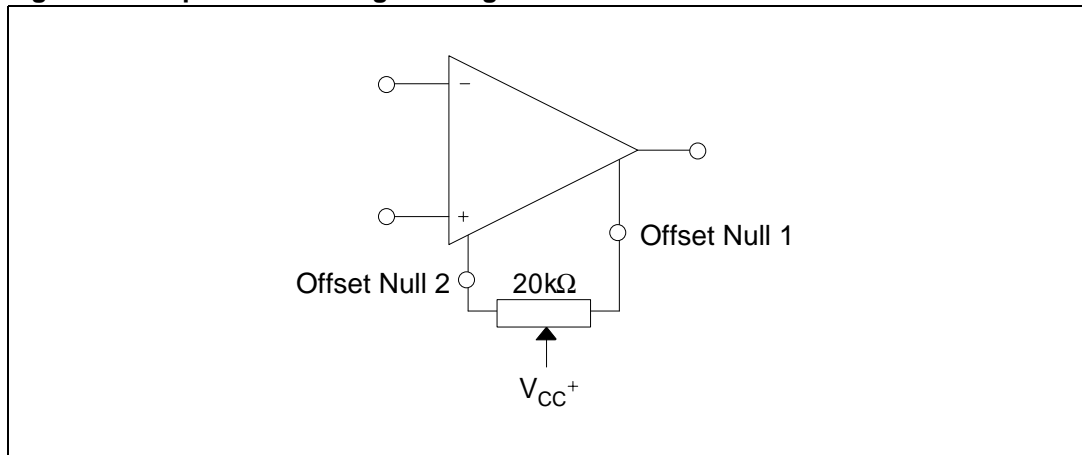 −
+
Offset Null 1
Offset Null 2
20kΩ
VCC+